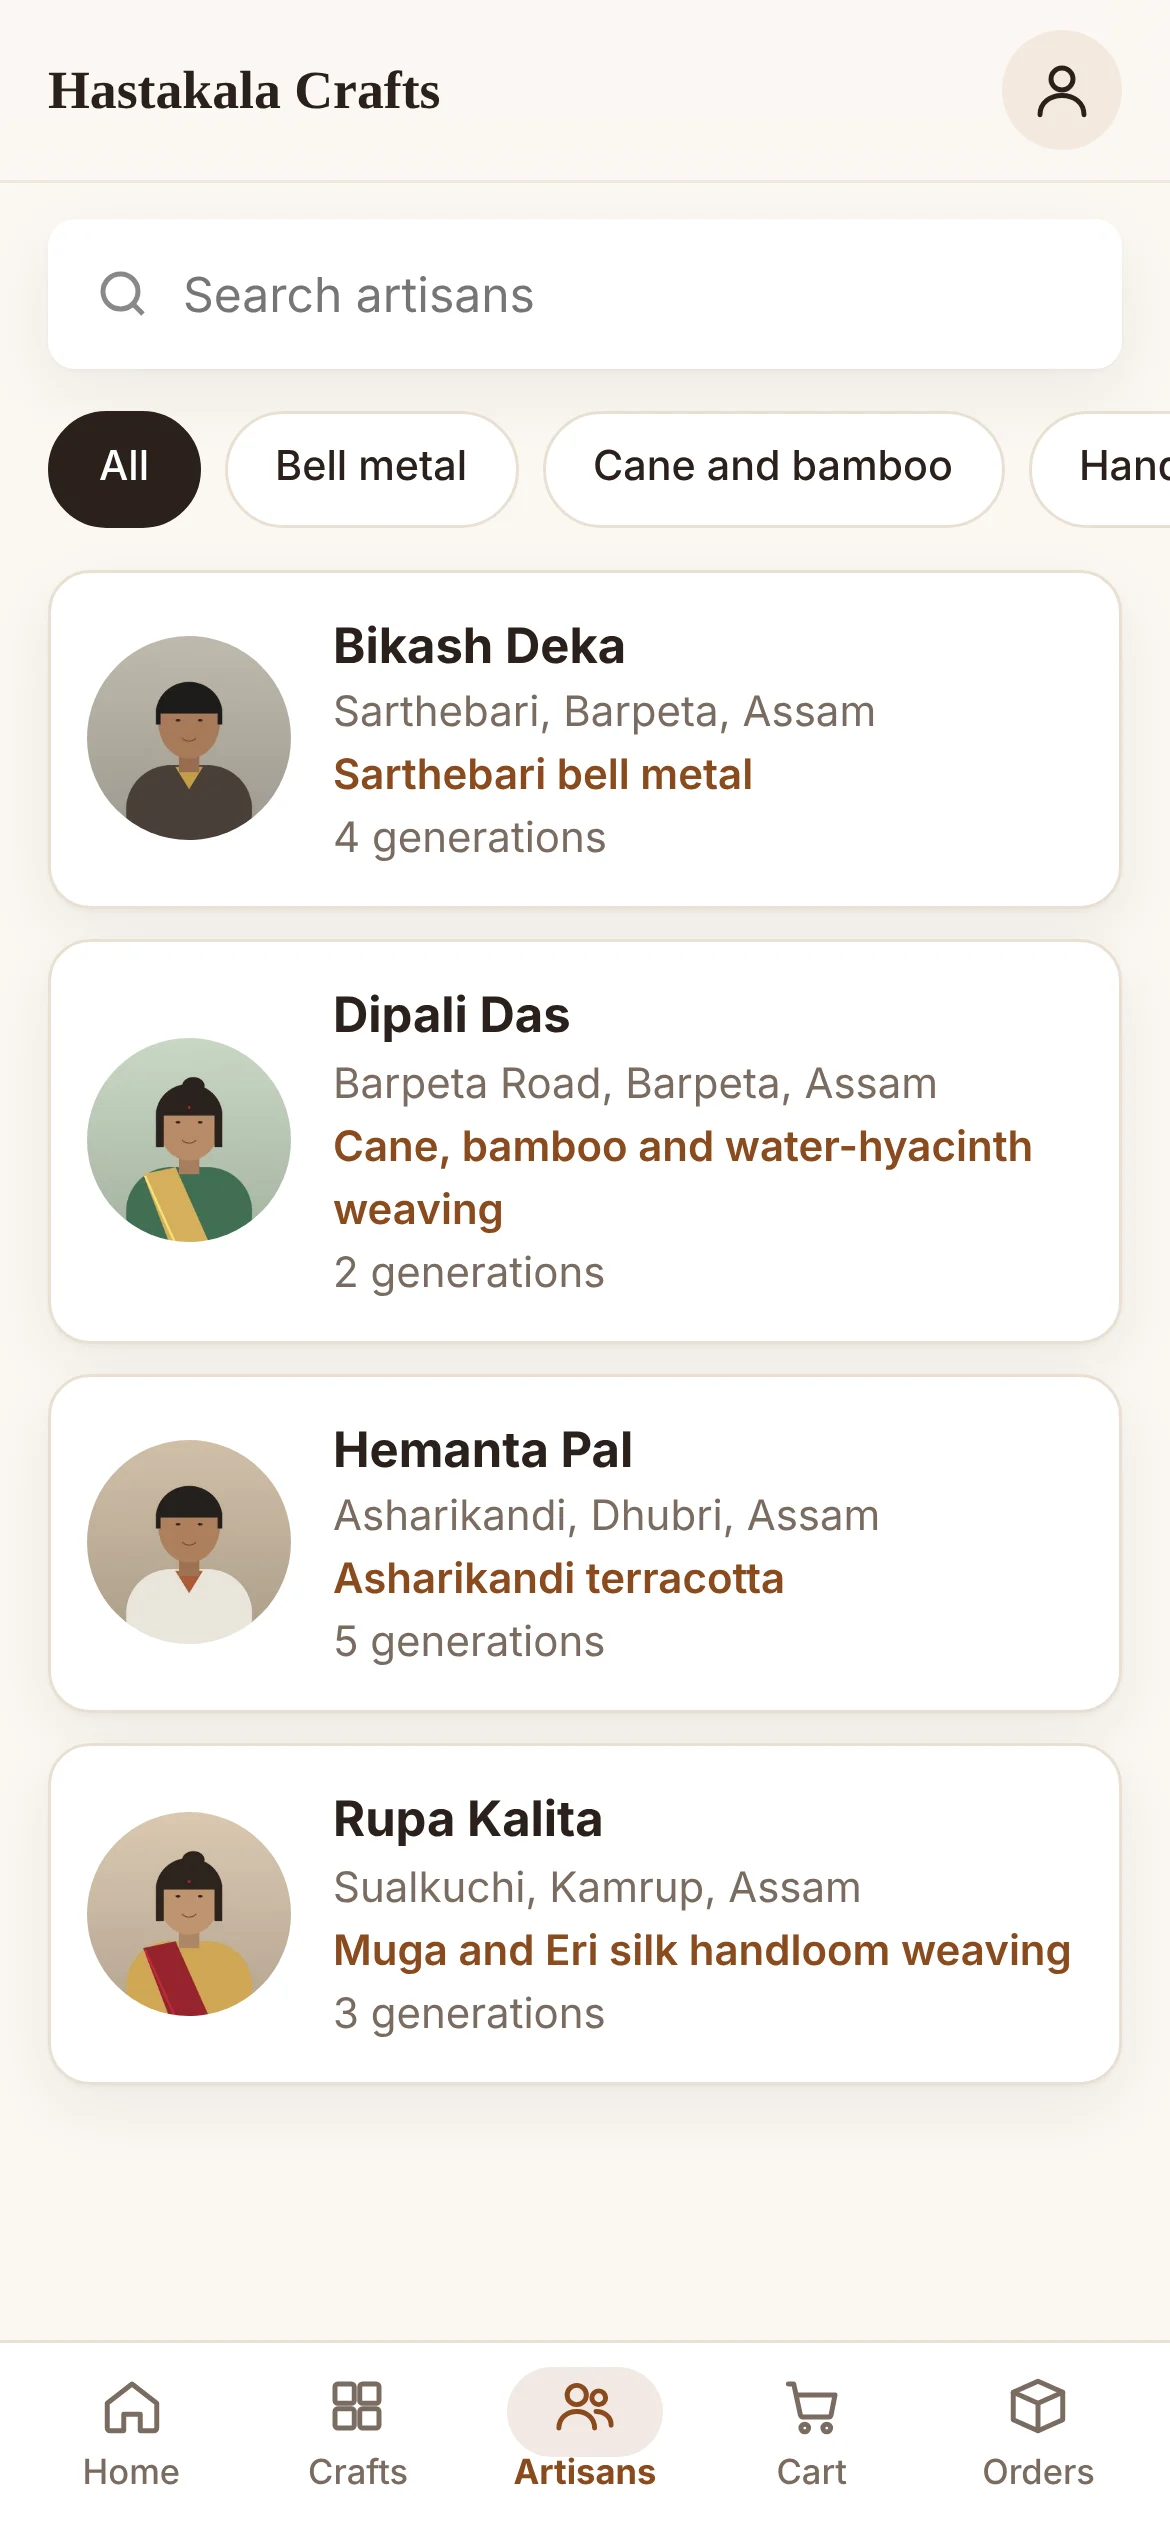 Hastakala Crafts
Search artisans
All
Bell metal
Cane and bamboo
Bikash Deka
Sarthebari, Barpeta, Assam
Sarthebari bell metal
4 generations
Dipali Das
Barpeta Road, Barpeta, Assam
Cane, bamboo and water-hyacinth
weaving
2 generations
Hemanta Pal
Asharikandi, Dhubri, Assam
Asharikandi terracotta
5 generations
Rupa Kalita
Sualkuchi, Kamrup, Assam
Muga and Eri silk handloom weaving
3 generations
Home
Crafts
Artisans
Cart
Orders